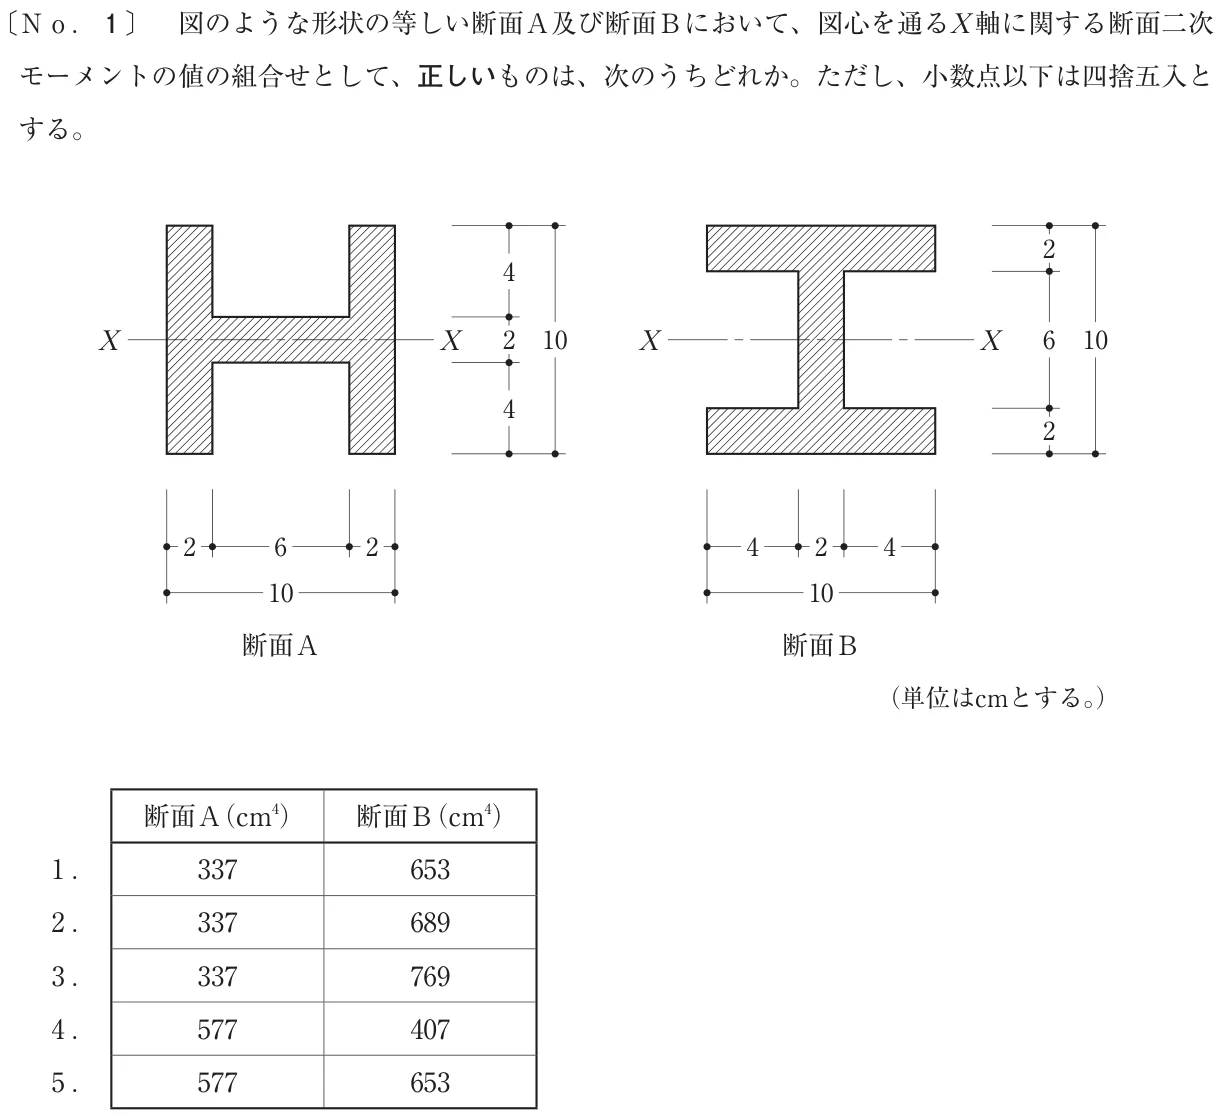 〔Ｎｏ．１〕　図のような形状の等しい断面Ａ及び断面Ｂにおいて、図心を通るX軸に関する断面二次
モーメントの値の組合せとして、正しいものは、次のうちどれか。ただし、小数点以下は四捨五入と
する。
X X
4
2
4
10
2 6 2
10
断面Ａ
X X
2
6
2
10
4 2 4
10
断面Ｂ
（単位はcmとする。）
断面Ａ（cm⁴） 断面Ｂ（cm⁴）
１． 337 653
２． 337 689
３． 337 769
４． 577 407
５． 577 653